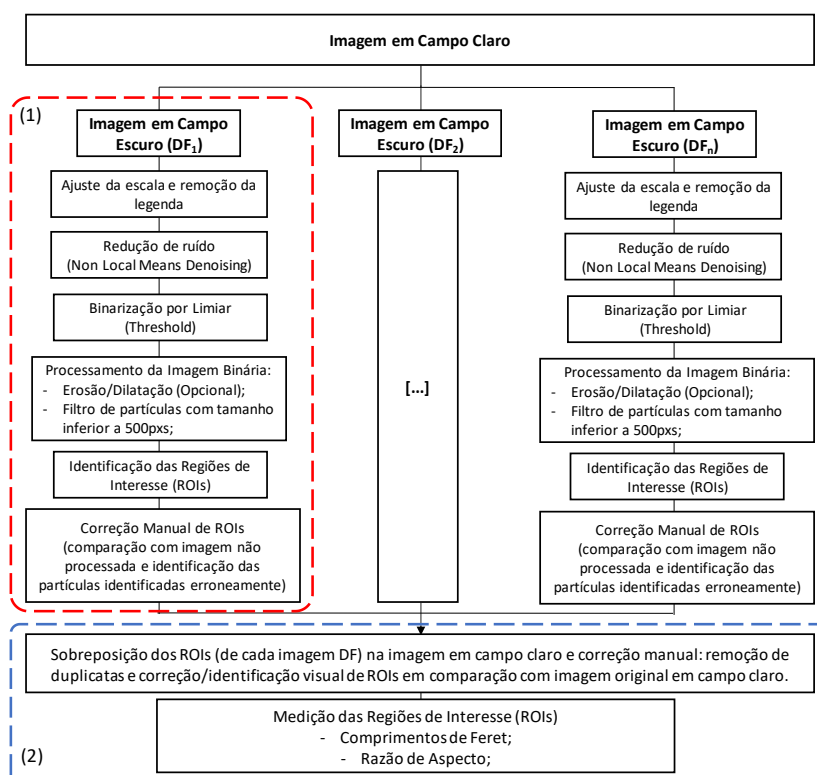 Imagem em Campo Claro
(1)
Imagem em Campo
Escuro (DF₁)
Ajuste da escala e remoção da
legenda
Redução de ruído
(Non Local Means Denoising)
Binarização por Limiar
(Threshold)
Processamento da Imagem Binária:
- Erosão/Dilatação (Opcional);
- Filtro de partículas com tamanho
inferior a 500pxs;
Identificação das Regiões de
Interesse (ROIs)
Correção Manual de ROIs
(comparação com imagem não
processada e identificação das
partículas identificadas erroneamente)
Imagem em Campo
Escuro (DF₂)
[...]
Imagem em Campo
Escuro (DFₙ)
Ajuste da escala e remoção da
legenda
Redução de ruído
(Non Local Means Denoising)
Binarização por Limiar
(Threshold)
Processamento da Imagem Binária:
- Erosão/Dilatação (Opcional);
- Filtro de partículas com tamanho
inferior a 500pxs;
Identificação das Regiões de
Interesse (ROIs)
Correção Manual de ROIs
(comparação com imagem não
processada e identificação das
partículas identificadas erroneamente)
Sobreposição dos ROIs (de cada imagem DF) na imagem em campo claro e correção manual: remoção de
duplicatas e correção/identificação visual de ROIs em comparação com imagem original em campo claro.
Medição das Regiões de Interesse (ROIs)
- Comprimentos de Feret;
- Razão de Aspecto;
(2)